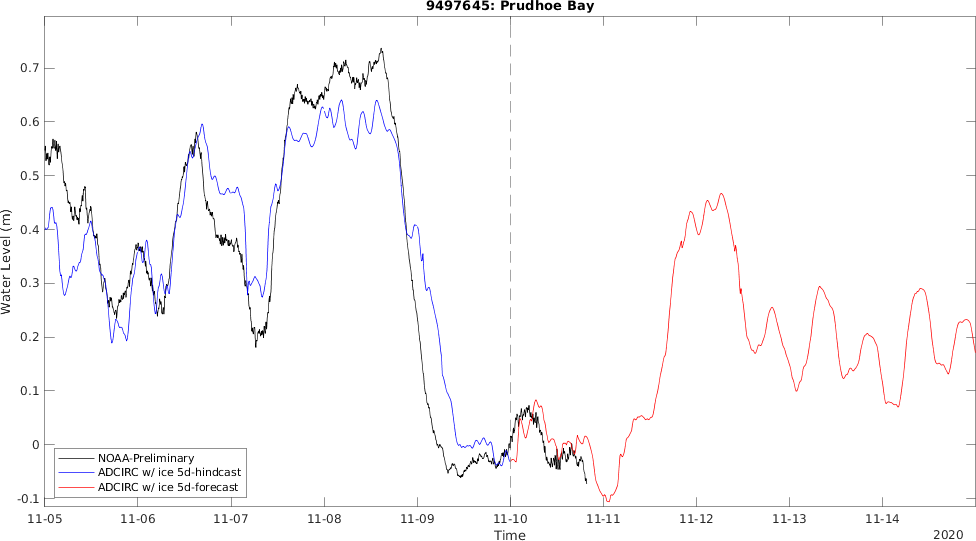 9497645: Prudhoe Bay
Water Level (m)
0.7
0.6
0.5
0.4
0.3
0.2
0.1
0
-0.1
NOAA-Preliminary
ADCIRC w/ ice 5d-hindcast
ADCIRC w/ ice 5d-forecast
11-05 11-06 11-07 11-08 11-09 11-10 11-11 11-12 11-13 11-14
Time
2020